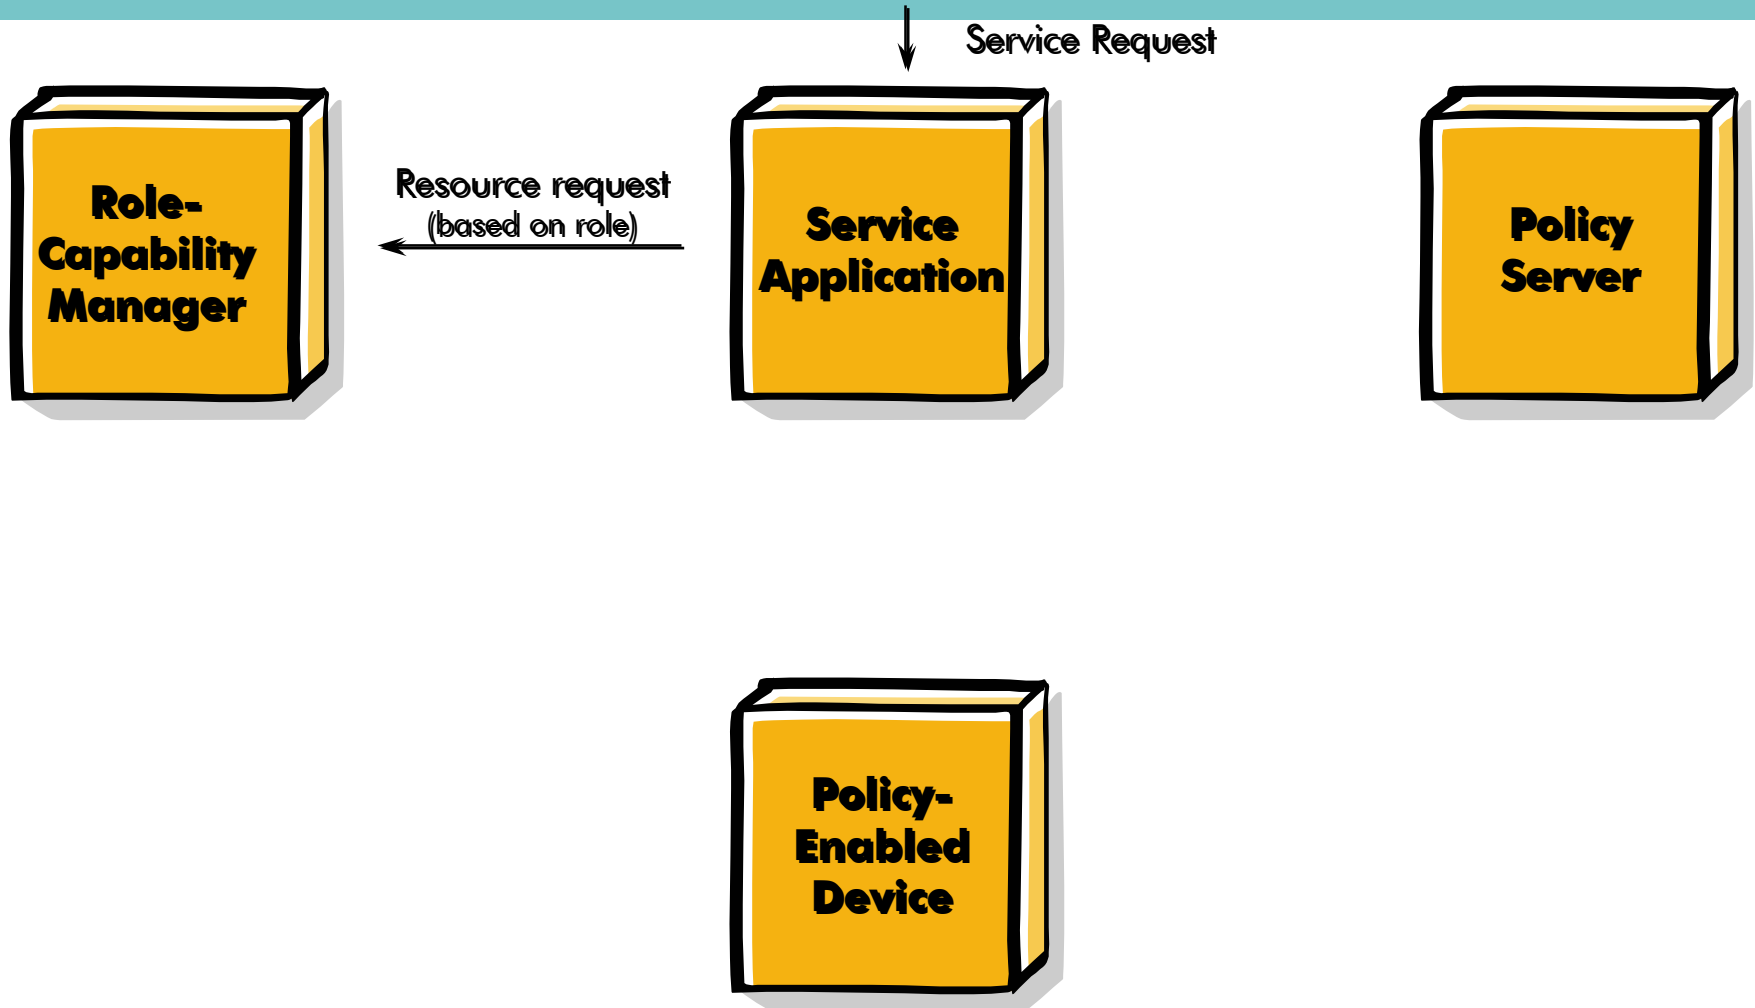 Service Request
Role-
Capability
Manager
Resource request
(based on role)
Service
Application
Policy
Server
Policy-
Enabled
Device